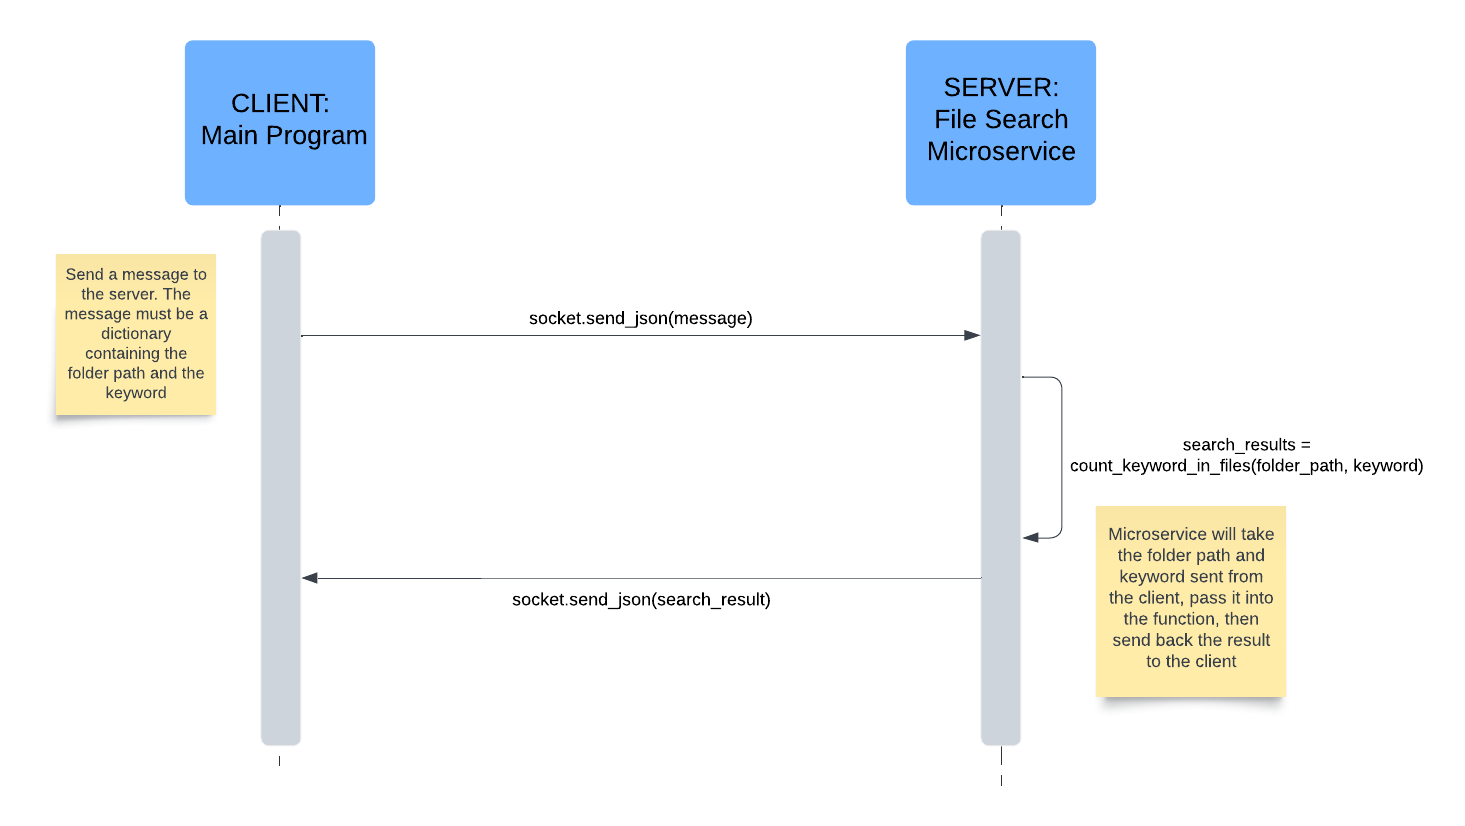 CLIENT:
Main Program
SERVER:
File Search
Microservice
Send a message to
the server. The
message must be a
dictionary
containing the
folder path and the
keyword
socket.send_json(message)
search_results =
count_keyword_in_files(folder_path, keyword)
Microservice will take
the folder path and
keyword sent from
the client, pass it into
the function, then
send back the result
to the client
socket.send_json(search_result)